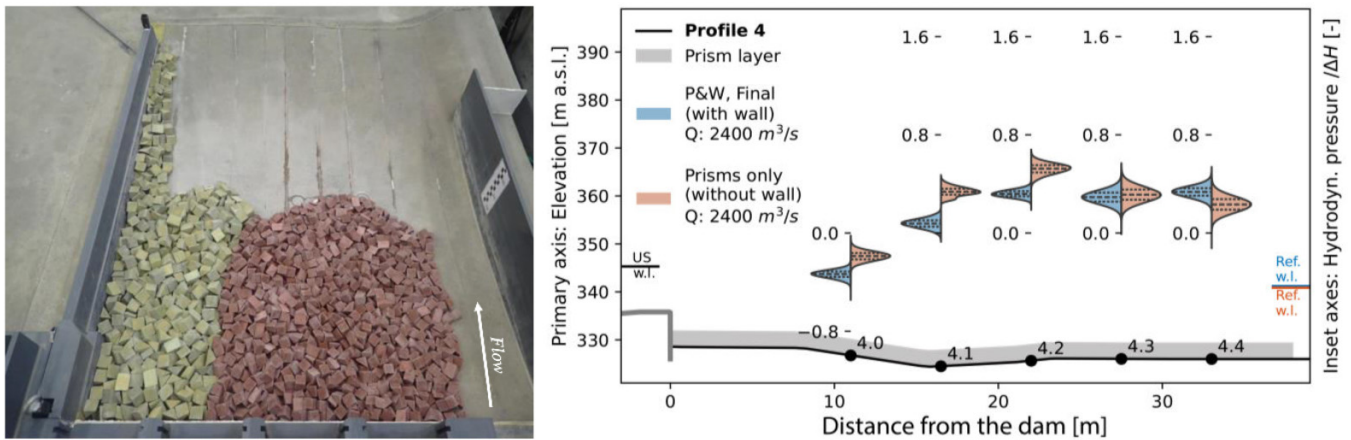 Flow
Primary axis: Elevation [m a.s.l.]
390
380
370
360
350
340
330
Profile 4
Prism layer
P&W, Final
(with wall)
Q: 2400 m³/s
Prisms only
(without wall)
Q: 2400 m³/s
1.6 1.6 1.6 1.6
0.8 0.8 0.8 0.8
0.0 0.0 0.0 0.0
−0.8
US
w.l.
Ref.
w.l.
Ref.
w.l.
4.0 4.1 4.2 4.3 4.4
0 10 20 30
Distance from the dam [m]
Inset axes: Hydrodyn. pressure /ΔH [-]